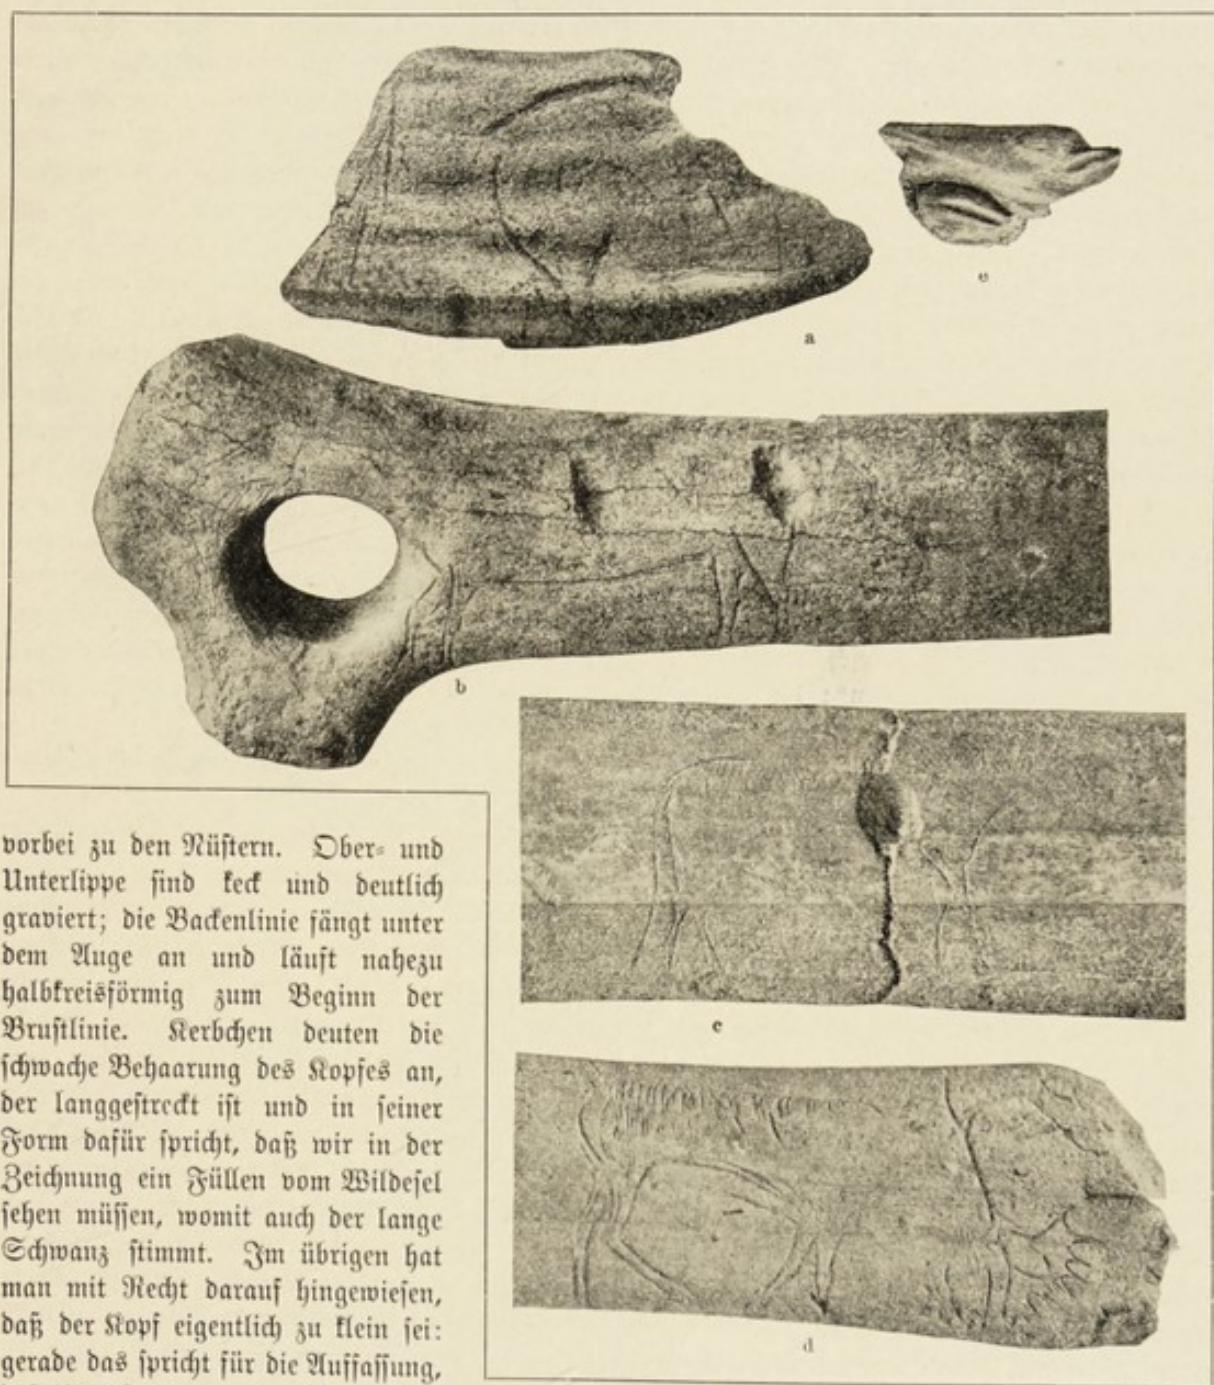 a
e
b
c
d
vorbei zu den Nüstern. Ober- und
Unterlippe sind keck und deutlich
graviert; die Backenlinie fängt unter
dem Auge an und läuft nahezu
halbkreisförmig zum Beginn der
Brustlinie. Kerbchen deuten die
schwache Behaarung des Kopfes an,
der langgestreckt ist und in seiner
Form dafür spricht, daß wir in der
Zeichnung ein Füllen vom Wildesel
sehen müssen, womit auch der lange
Schwanz stimmt. Im übrigen hat
man mit Recht darauf hingewiesen,
daß der Kopf eigentlich zu klein sei:
gerade das spricht für die Auffassung,